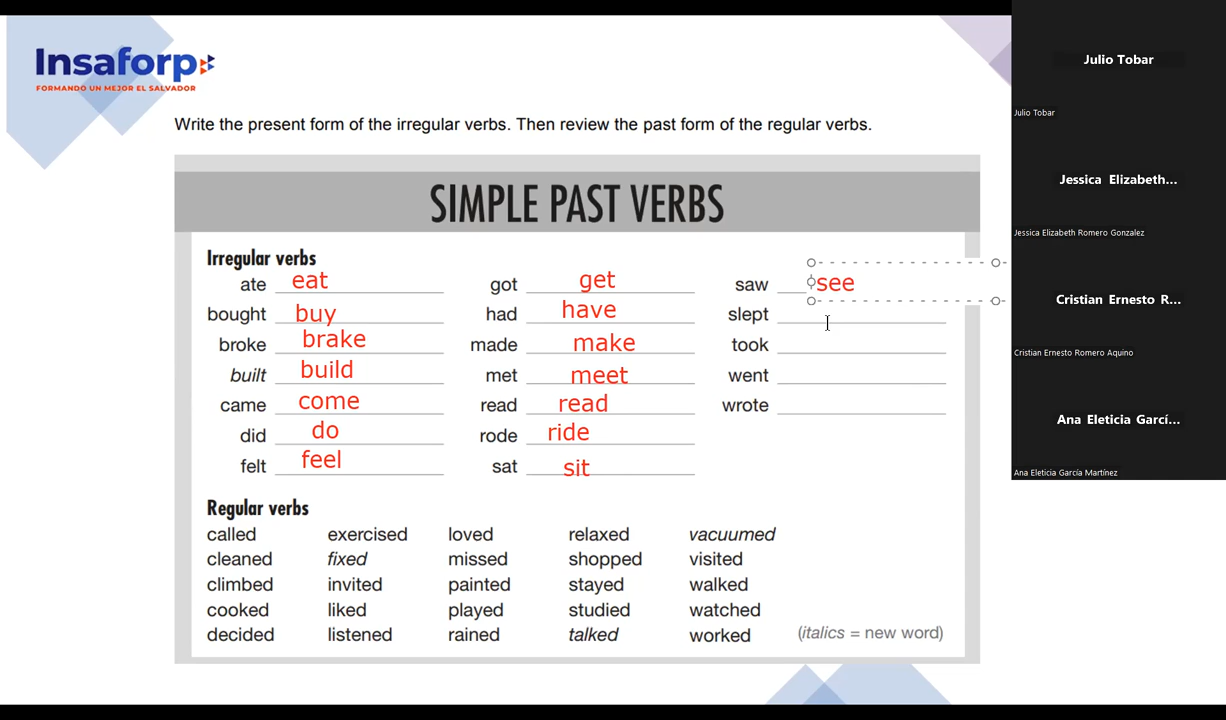 Insaforp
FORMANDO UN MEJOR EL SALVADOR
Write the present form of the irregular verbs. Then review the past form of the regular verbs.
SIMPLE PAST VERBS
Irregular verbs
ate eat
bought buy
broke brake
built build
came come
did do
felt feel
got get
had have
made make
met meet
read read
rode ride
sat sit
saw see
slept
took
went
wrote
Regular verbs
called exercised loved relaxed vacuumed
cleaned fixed missed shopped visited
climbed invited painted stayed walked
cooked liked played studied watched
decided listened rained talked worked
(italics = new word)
Julio Tobar
Julio Tobar
Jessica Elizabeth...
Jessica Elizabeth Romero Gonzalez
Cristian Ernesto R...
Cristian Ernesto Romero Aquino
Ana Eleticia Garcí...
Ana Eleticia García Martínez